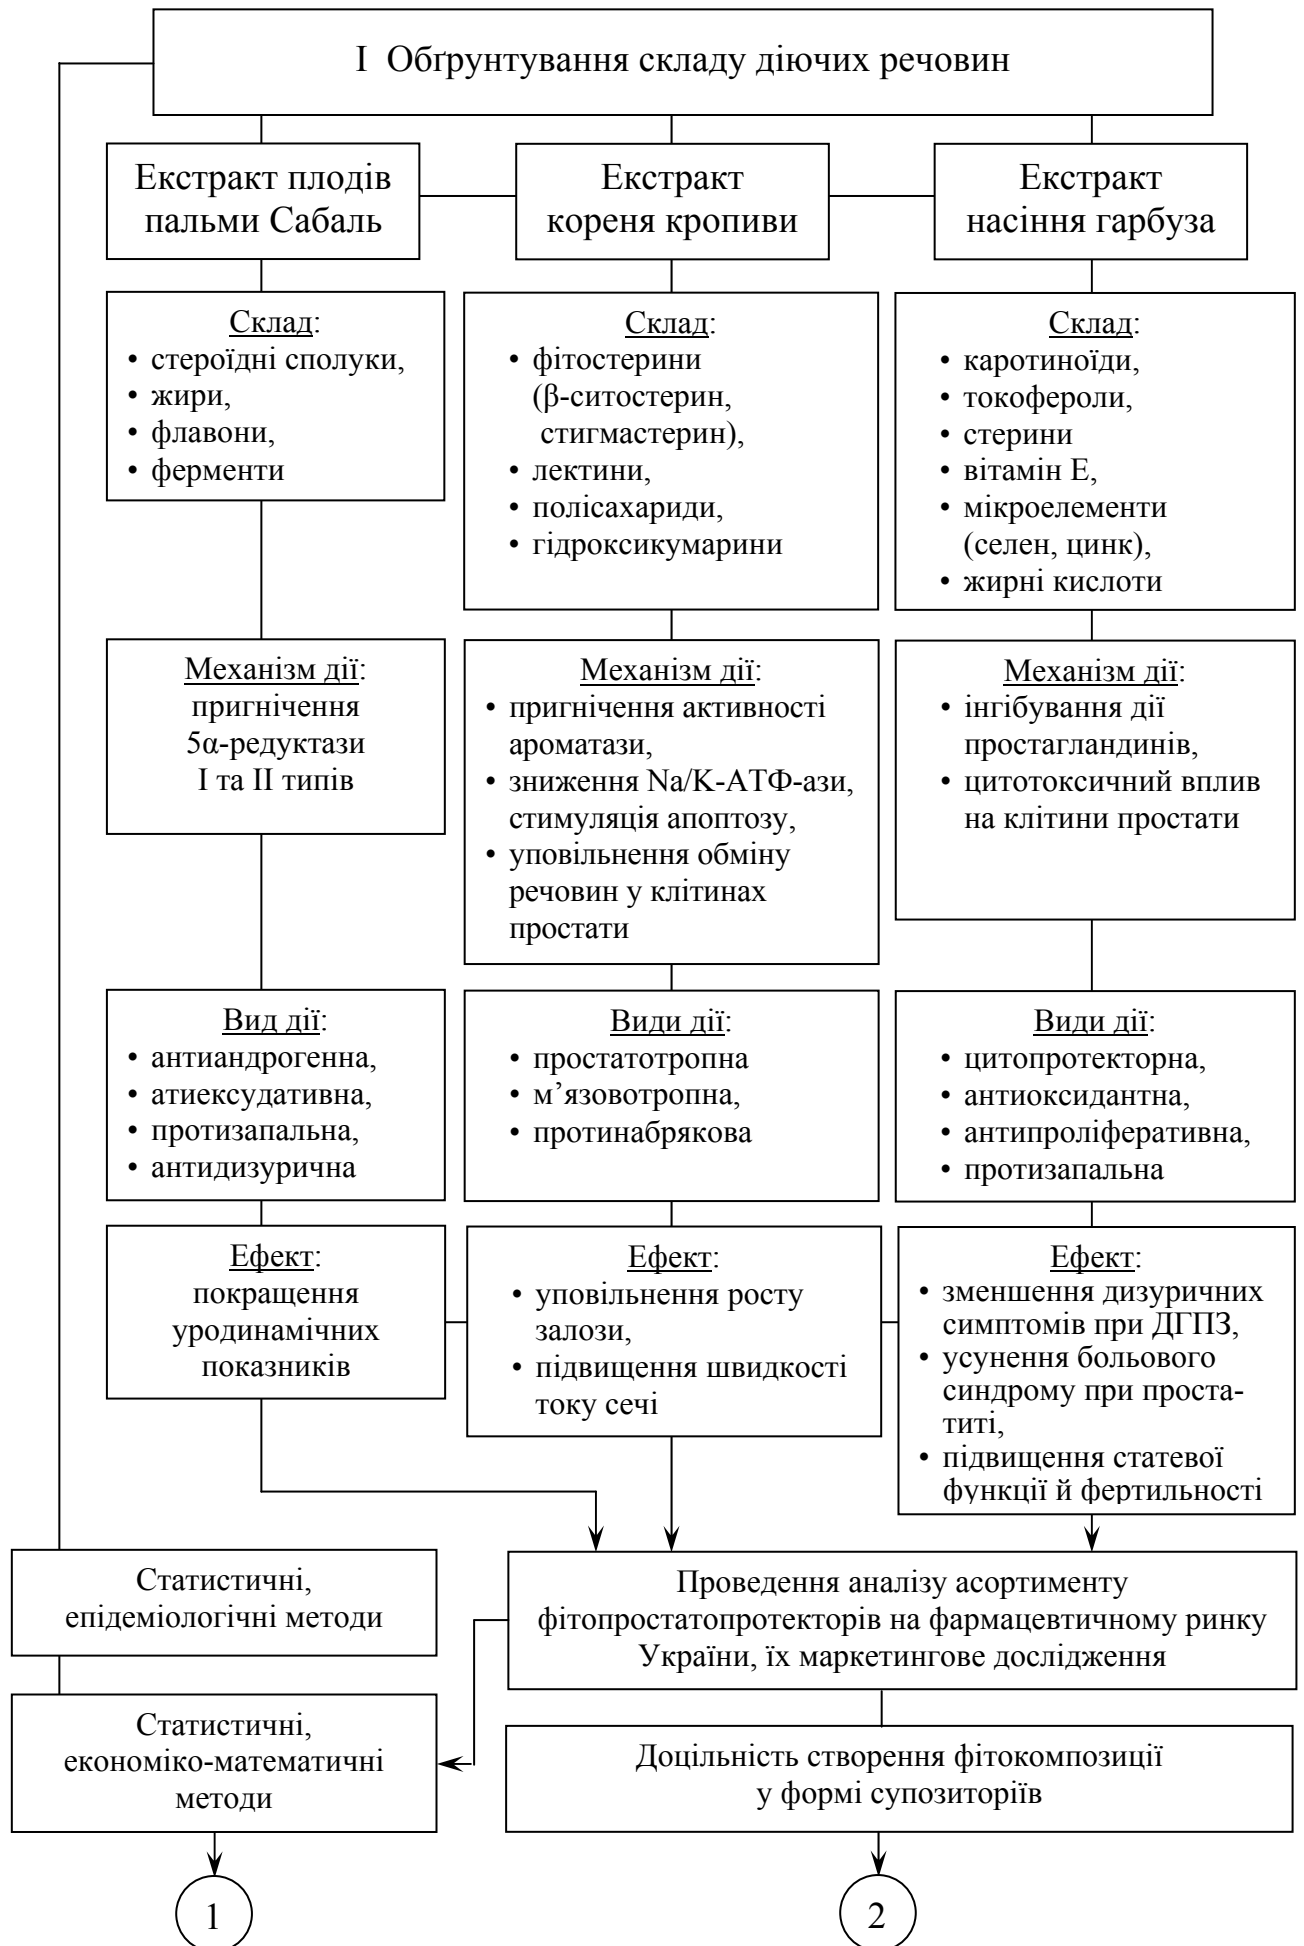 I Обґрунтування складу діючих речовин
Екстракт плодів
пальми Сабаль
Екстракт
кореня кропиви
Екстракт
насіння гарбуза
Склад:
• стероїдні сполуки,
• жири,
• флавони,
• ферменти
Склад:
• фітостерини
(β-ситостерин,
стигмастерин),
• лектини,
• полісахариди,
• гідроксикумарини
Склад:
• каротиноїди,
• токофероли,
• стерини
• вітамін Е,
• мікроелементи
(селен, цинк),
• жирні кислоти
Механізм дії:
пригнічення
5α-редуктази
І та ІІ типів
Механізм дії:
• пригнічення активності
ароматази,
• зниження Na/K-АТФ-ази,
стимуляція апоптозу,
• уповільнення обміну
речовин у клітинах
простати
Механізм дії:
• інгібування дії
простагландинів,
• цитотоксичний вплив
на клітини простати
Вид дії:
• антиандрогенна,
• атиексудативна,
• протизапальна,
• антидизурична
Види дії:
• простатотропна
• м’язовотропна,
• протинабрякова
Види дії:
• цитопротекторна,
• антиоксидантна,
• антипроліферативна,
• протизапальна
Ефект:
покращення
уродинамічних
показників
Ефект:
• уповільнення росту
залози,
• підвищення швидкості
току сечі
Ефект:
• зменшення дизуричних
симптомів при ДГПЗ,
• усунення больового
синдрому при проста-
титі,
• підвищення статевої
функції й фертильності
Статистичні,
епідеміологічні методи
Проведення аналізу асортименту
фітопростатопротекторів на фармацевтичному ринку
України, їх маркетингове дослідження
Статистичні,
економіко-математичні
методи
Доцільність створення фітокомпозиції
у формі супозиторіїв
1
2